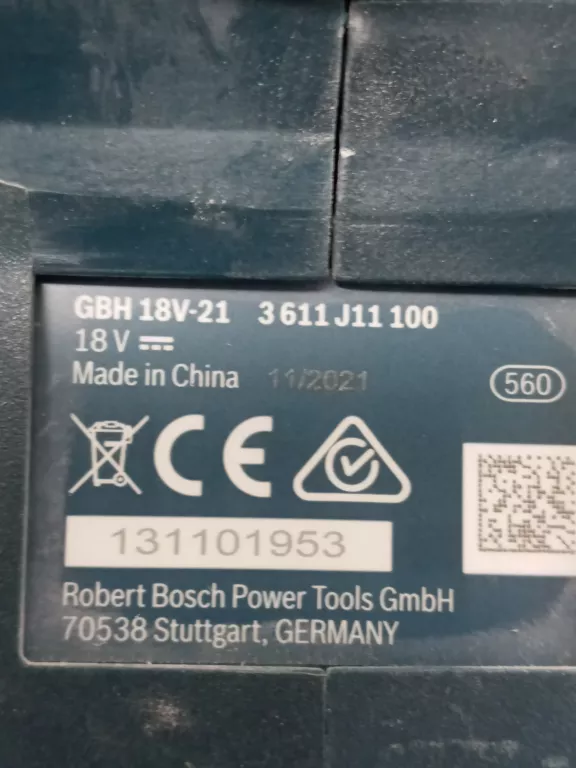 GBH 18V-21 3 611 J11 100
18 V
Made in China 11/2021
560
CE
131101953
Robert Bosch Power Tools GmbH
70538 Stuttgart, GERMANY